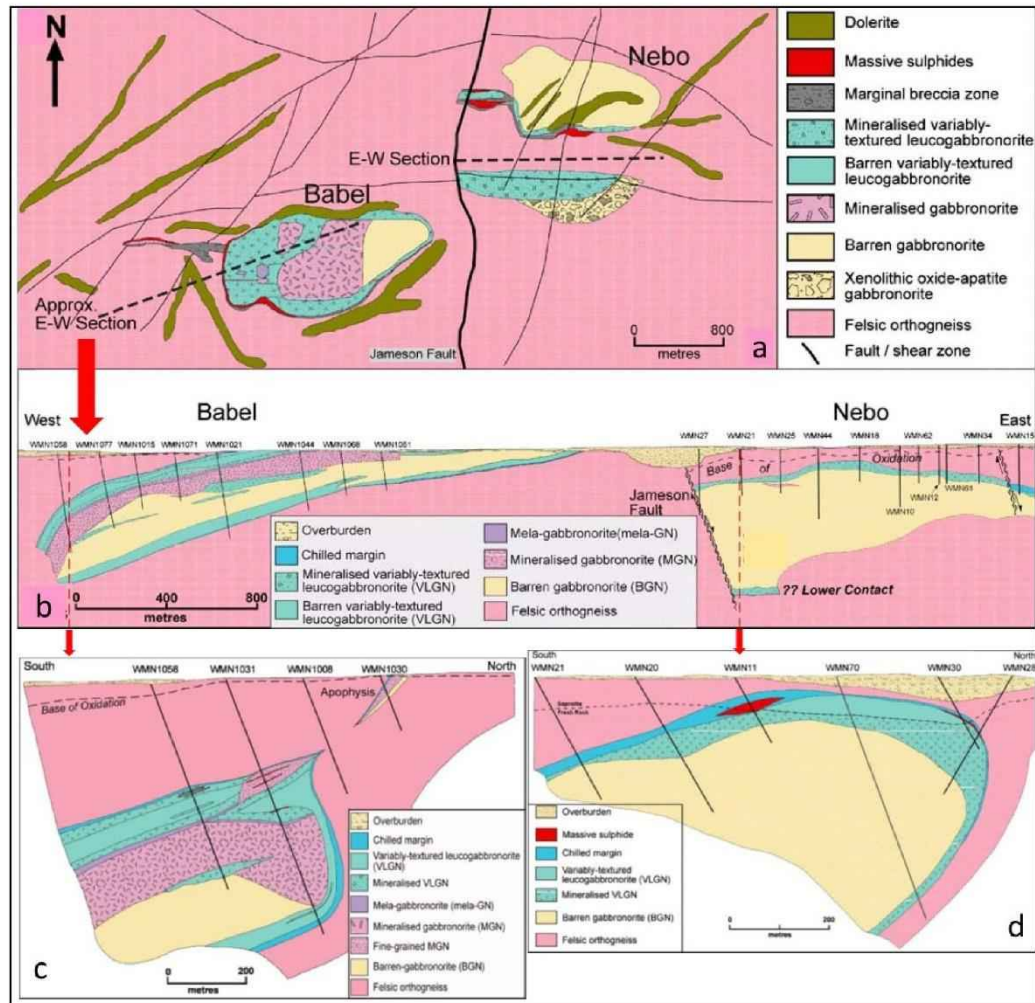 N
Nebo
E-W Section
Babel
Approx.
E-W Section
Jameson Fault
0 800
metres
a
Dolerite
Massive sulphides
Marginal breccia zone
Mineralised variably-
textured leucogabbronorite
Barren variably-textured
leucogabbronorite
Mineralised gabbronorite
Barren gabbronorite
Xenolithic oxide-apatite
gabbronorite
Felsic orthogneiss
Fault / shear zone
West Babel Nebo East
WMN1058 WMN1077 WMN1015 WMN1071 WMN1021 WMN1044 WMN1068 WMN1051 WMN27 WMN21 WMN25 WMN44 WMN18 WMN62 WMN34 WMN15
Base of Oxidation
Jameson
Fault
WMN12
WMN10
?? Lower Contact
Overburden
Chilled margin
Mineralised variably-textured
leucogabbronorite (VLGN)
Barren variably-textured
leucogabbronorite (VLGN)
Mela-gabbronorite(mela-GN)
Mineralised gabbronorite (MGN)
Barren gabbronorite (BGN)
Felsic orthogneiss
b
0 400 800
metres
South North
WMN1058 WMN1031 WMN1008 WMN1030
Base of Oxidation
Apophysis
Overburden
Chilled margin
Variably-textured leucogabbronorite
(VLGN)
Mineralised VLGN
Mela-gabbronorite (mela-GN)
Mineralised gabbronorite (MGN)
Fine-grained MGN
Barren-gabbronorite (BGN)
Felsic orthogneiss
c
0 200
metres
South North
WMN21 WMN20 WMN11 WMN70 WMN30 WMN28
Saprolite
Fresh Rock
Overburden
Massive sulphide
Chilled margin
Variably-textured
leucogabbronorite (VLGN)
Mineralised VLGN
Barren gabbronorite (BGN)
Felsic orthogneiss
0 200
metres
d